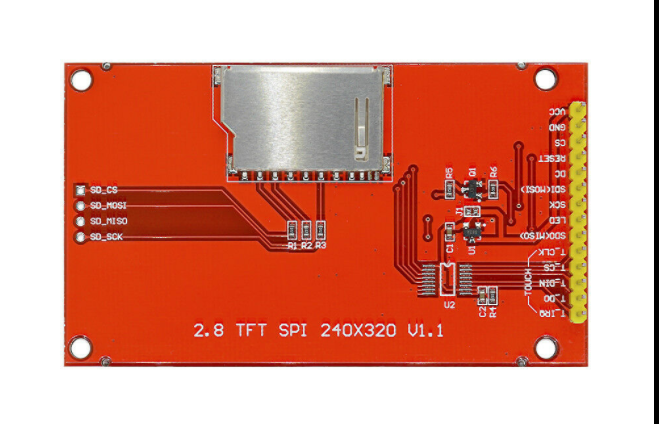 VCC
GND
CS
RESET
DC
SDI(MOSI)
SCK
LED
SDO(MISO)
T_CLK
T_CS
T_DIN
T_DO
T_IRQ
TOUCH
R5
Q1
R6
J1
C1
U1
SD_CS
SD_MOSI
SD_MISO
SD_SCK
R1 R2 R3
U2
C2
R4
2.8 TFT SPI 240X320 V1.1